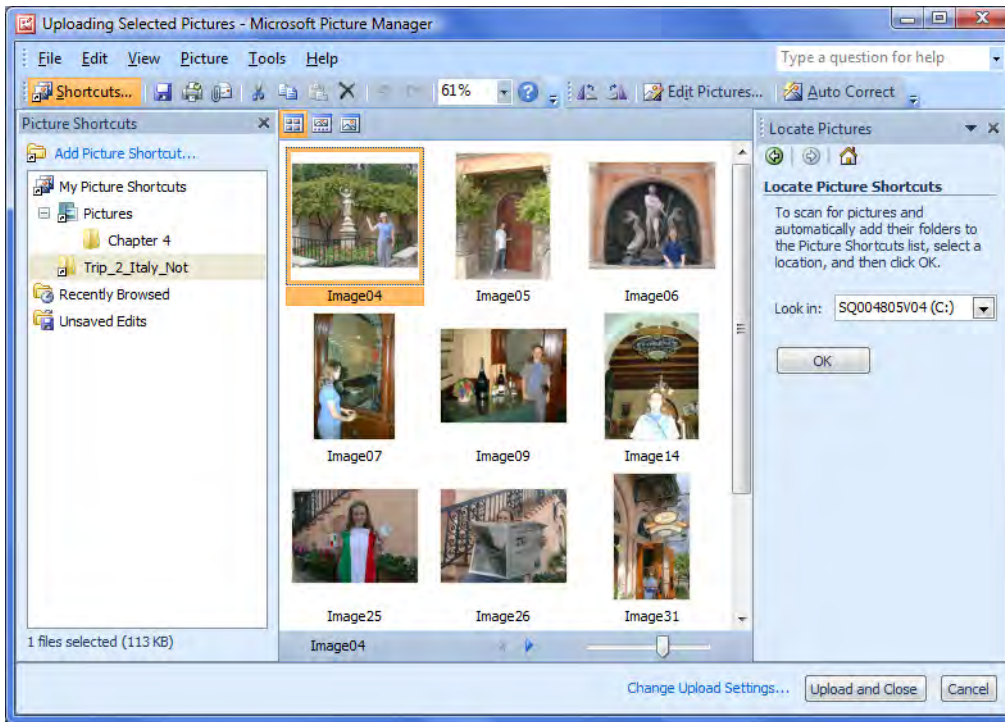 Uploading Selected Pictures - Microsoft Picture Manager
File Edit View Picture Tools Help
Type a question for help
Shortcuts...
61%
Edit Pictures...
Auto Correct
Picture Shortcuts
Add Picture Shortcut...
My Picture Shortcuts
Pictures
Chapter 4
Trip_2_Italy_Not
Recently Browsed
Unsaved Edits
1 files selected (113 KB)
Image04 Image05 Image06
Image07 Image09 Image14
Image25 Image26 Image31
Image04
Locate Pictures
Locate Picture Shortcuts
To scan for pictures and
automatically add their folders to
the Picture Shortcuts list, select a
location, and then click OK.
Look in: SQ004805V04 (C:)
OK
Change Upload Settings... Upload and Close Cancel